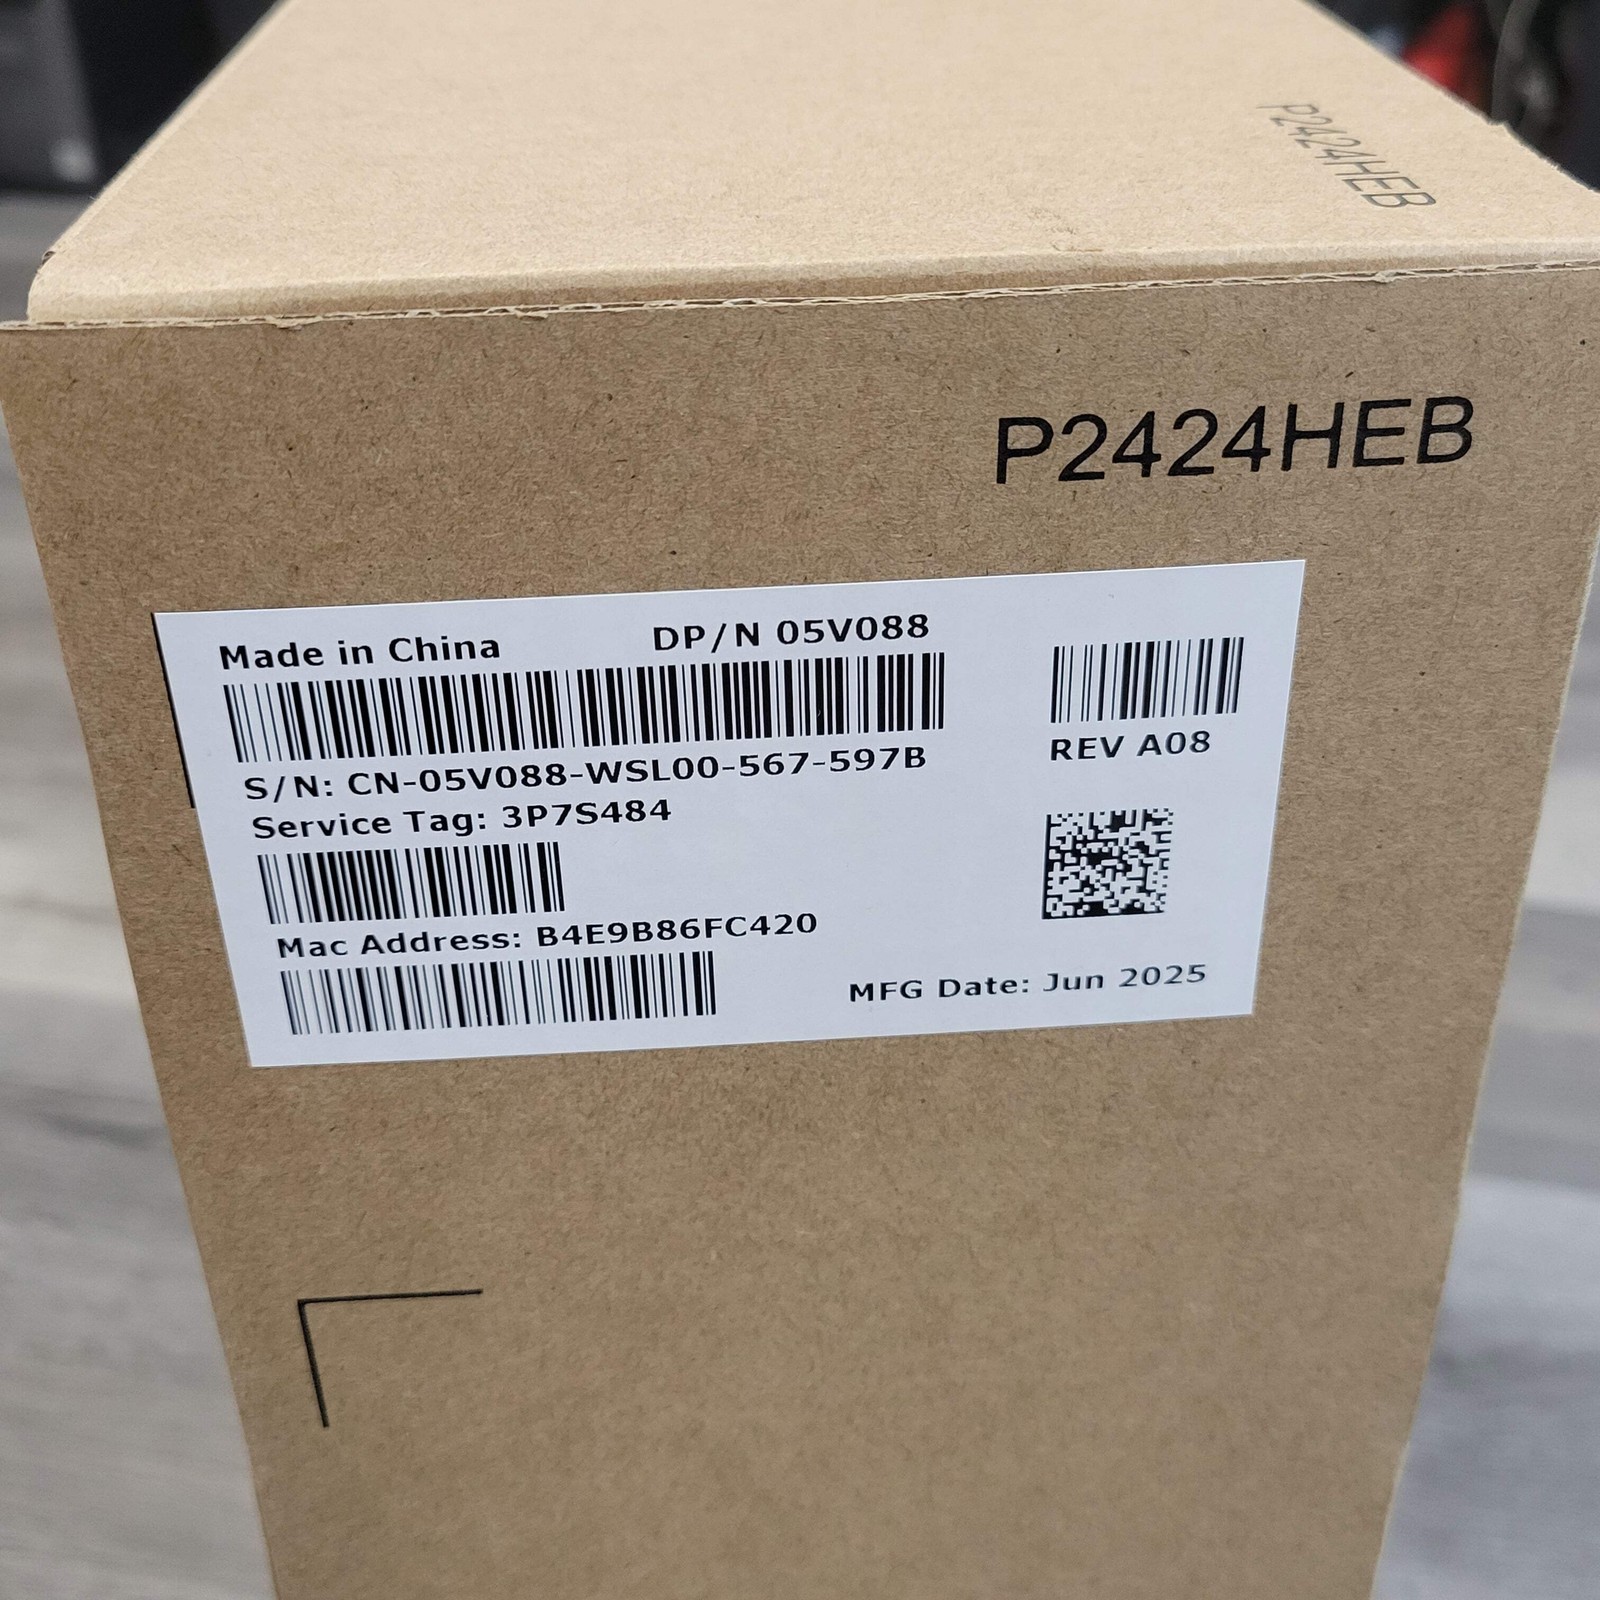 P2424HEB
P2424HEB
Made in China DP/N 05V088
S/N: CN-05V088-WSL00-567-597B
REV A08
Service Tag: 3P7S484
Mac Address: B4E9B86FC420
MFG Date: Jun 2025